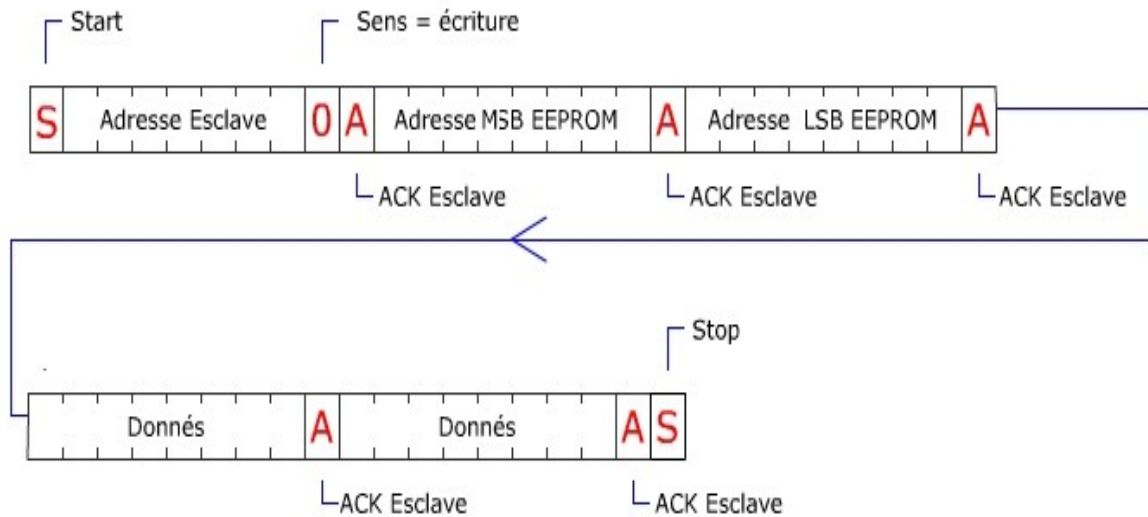 Start
Sens = écriture
S Adresse Esclave 0 A Adresse MSB EEPROM A Adresse LSB EEPROM A
ACK Esclave ACK Esclave ACK Esclave
Stop
Donnés A Donnés A S
ACK Esclave ACK Esclave